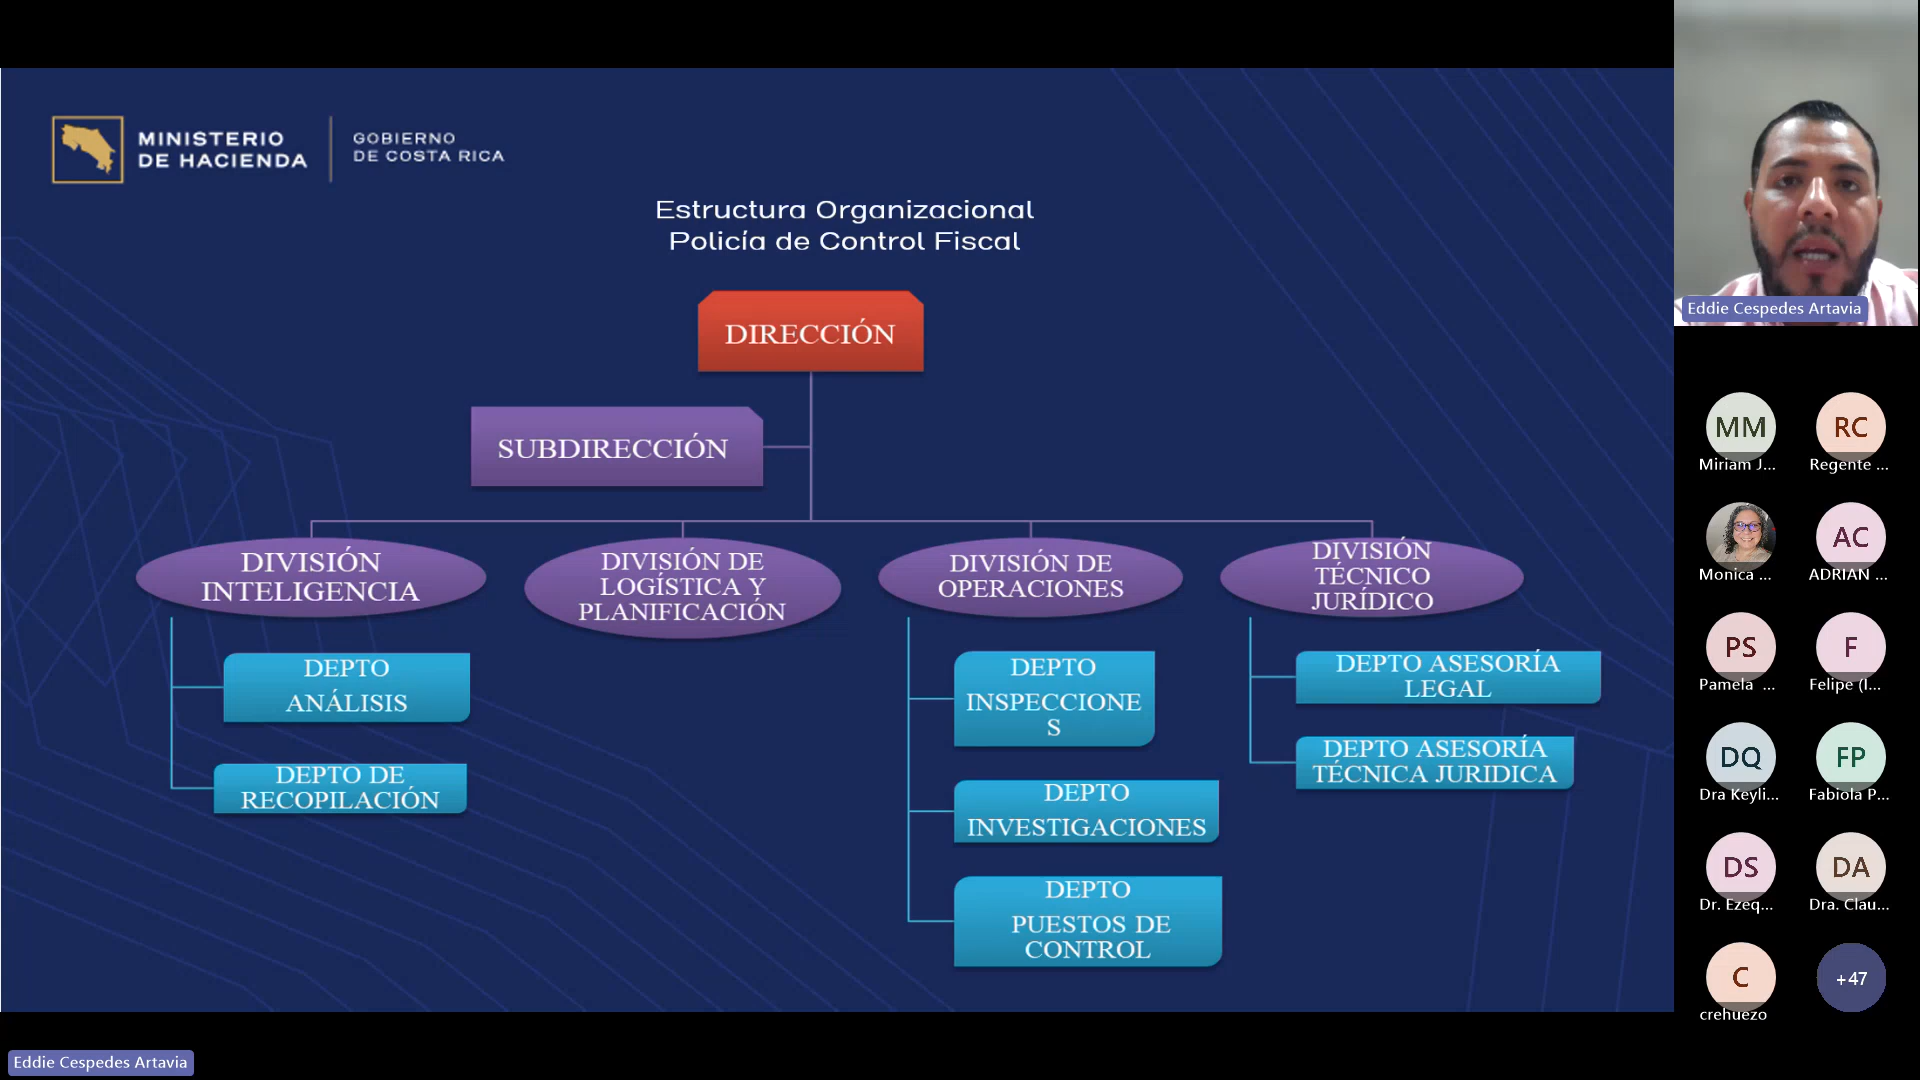 MINISTERIO
DE HACIENDA
GOBIERNO
DE COSTA RICA
Estructura Organizacional
Policía de Control Fiscal
DIRECCIÓN
SUBDIRECCIÓN
DIVISIÓN
INTELIGENCIA
DEPTO
ANÁLISIS
DEPTO DE
RECOPILACIÓN
DIVISIÓN DE
LOGÍSTICA Y
PLANIFICACIÓN
DIVISIÓN DE
OPERACIONES
DEPTO
INSPECCIONE
S
DEPTO
INVESTIGACIONES
DEPTO
PUESTOS DE
CONTROL
DIVISIÓN
TÉCNICO
JURÍDICO
DEPTO ASESORÍA
LEGAL
DEPTO ASESORÍA
TÉCNICA JURIDICA
Eddie Cespedes Artavia
MM
Miriam J...
RC
Regente ...
Monica ...
AC
ADRIAN ...
PS
Pamela ...
F
Felipe (I...
DQ
Dra Keyli...
FP
Fabiola P...
DS
Dr. Ezeq...
DA
Dra. Clau...
C
crehuezo
+47
Eddie Cespedes Artavia